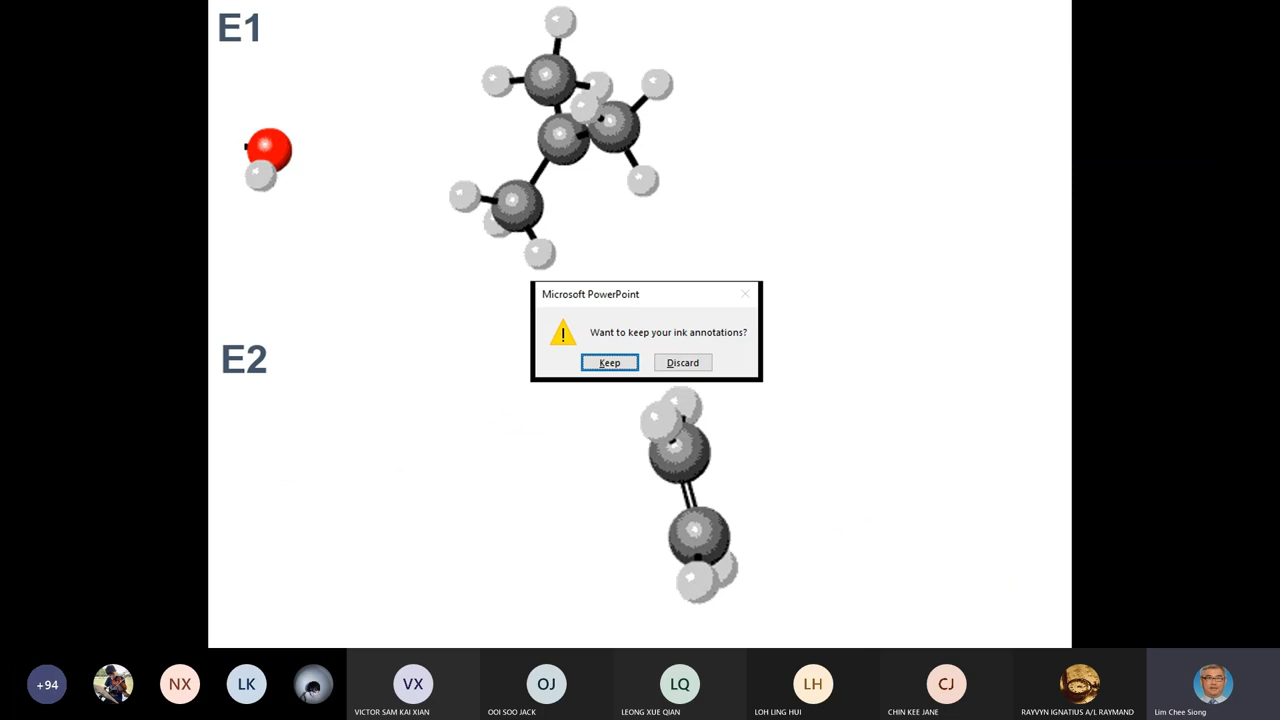 E1
Microsoft PowerPoint
Want to keep your ink annotations?
Keep
Discard
E2
+94
NX
LK
VX
OJ
LQ
LH
CJ
VICTOR SAM KAI XIAN
OOI SOO JACK
LEONG XUE QIAN
LOH LING HUI
CHIN KEE JANE
RAYVYN IGNATIUS A/L RAYMAND
Lim Chee Siong